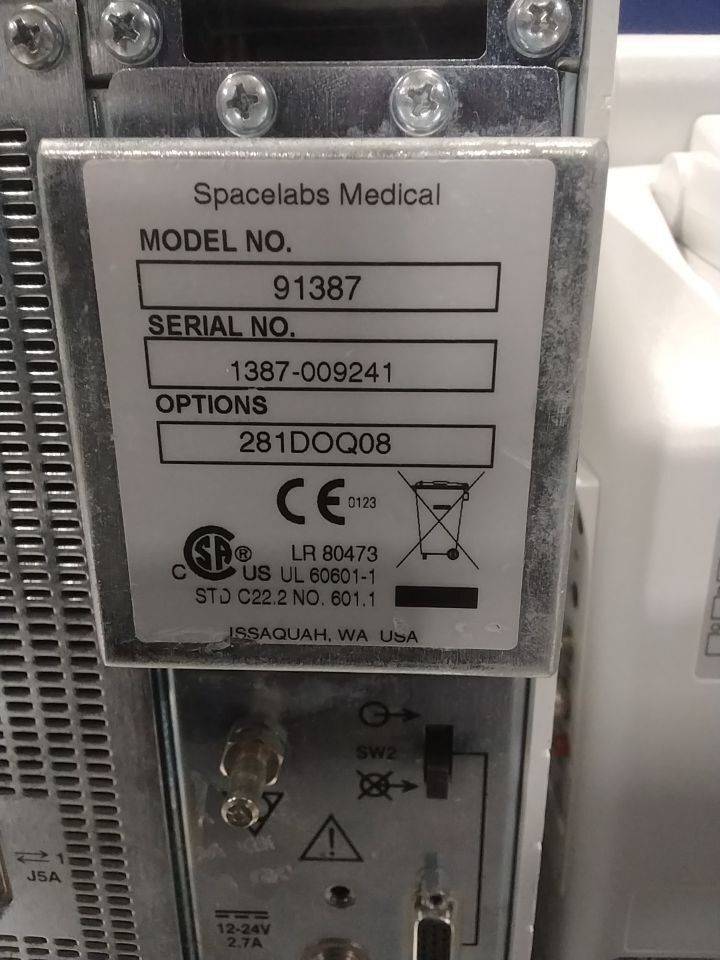 Spacelabs Medical
MODEL NO.
91387
SERIAL NO.
1387-009241
OPTIONS
281DOQ08
CE 0123
SA ®
C US
LR 80473
UL 60601-1
STD C22.2 NO. 601.1
ISSAQUAH, WA USA
SW2
1
J5A
12-24V
2.7A